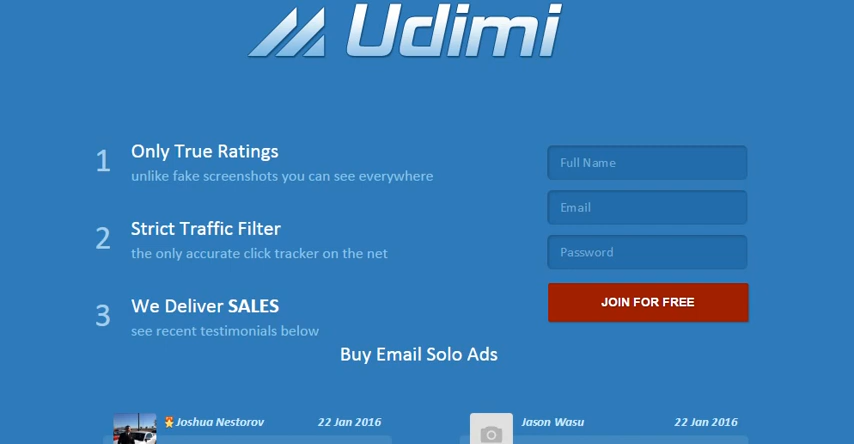 Udimi
1
Only True Ratings
unlike fake screenshots you can see everywhere
2
Strict Traffic Filter
the only accurate click tracker on the net
3
We Deliver SALES
see recent testimonials below
Full Name
Email
Password
JOIN FOR FREE
Buy Email Solo Ads
Joshua Nestorov 22 Jan 2016
Jason Wasu 22 Jan 2016